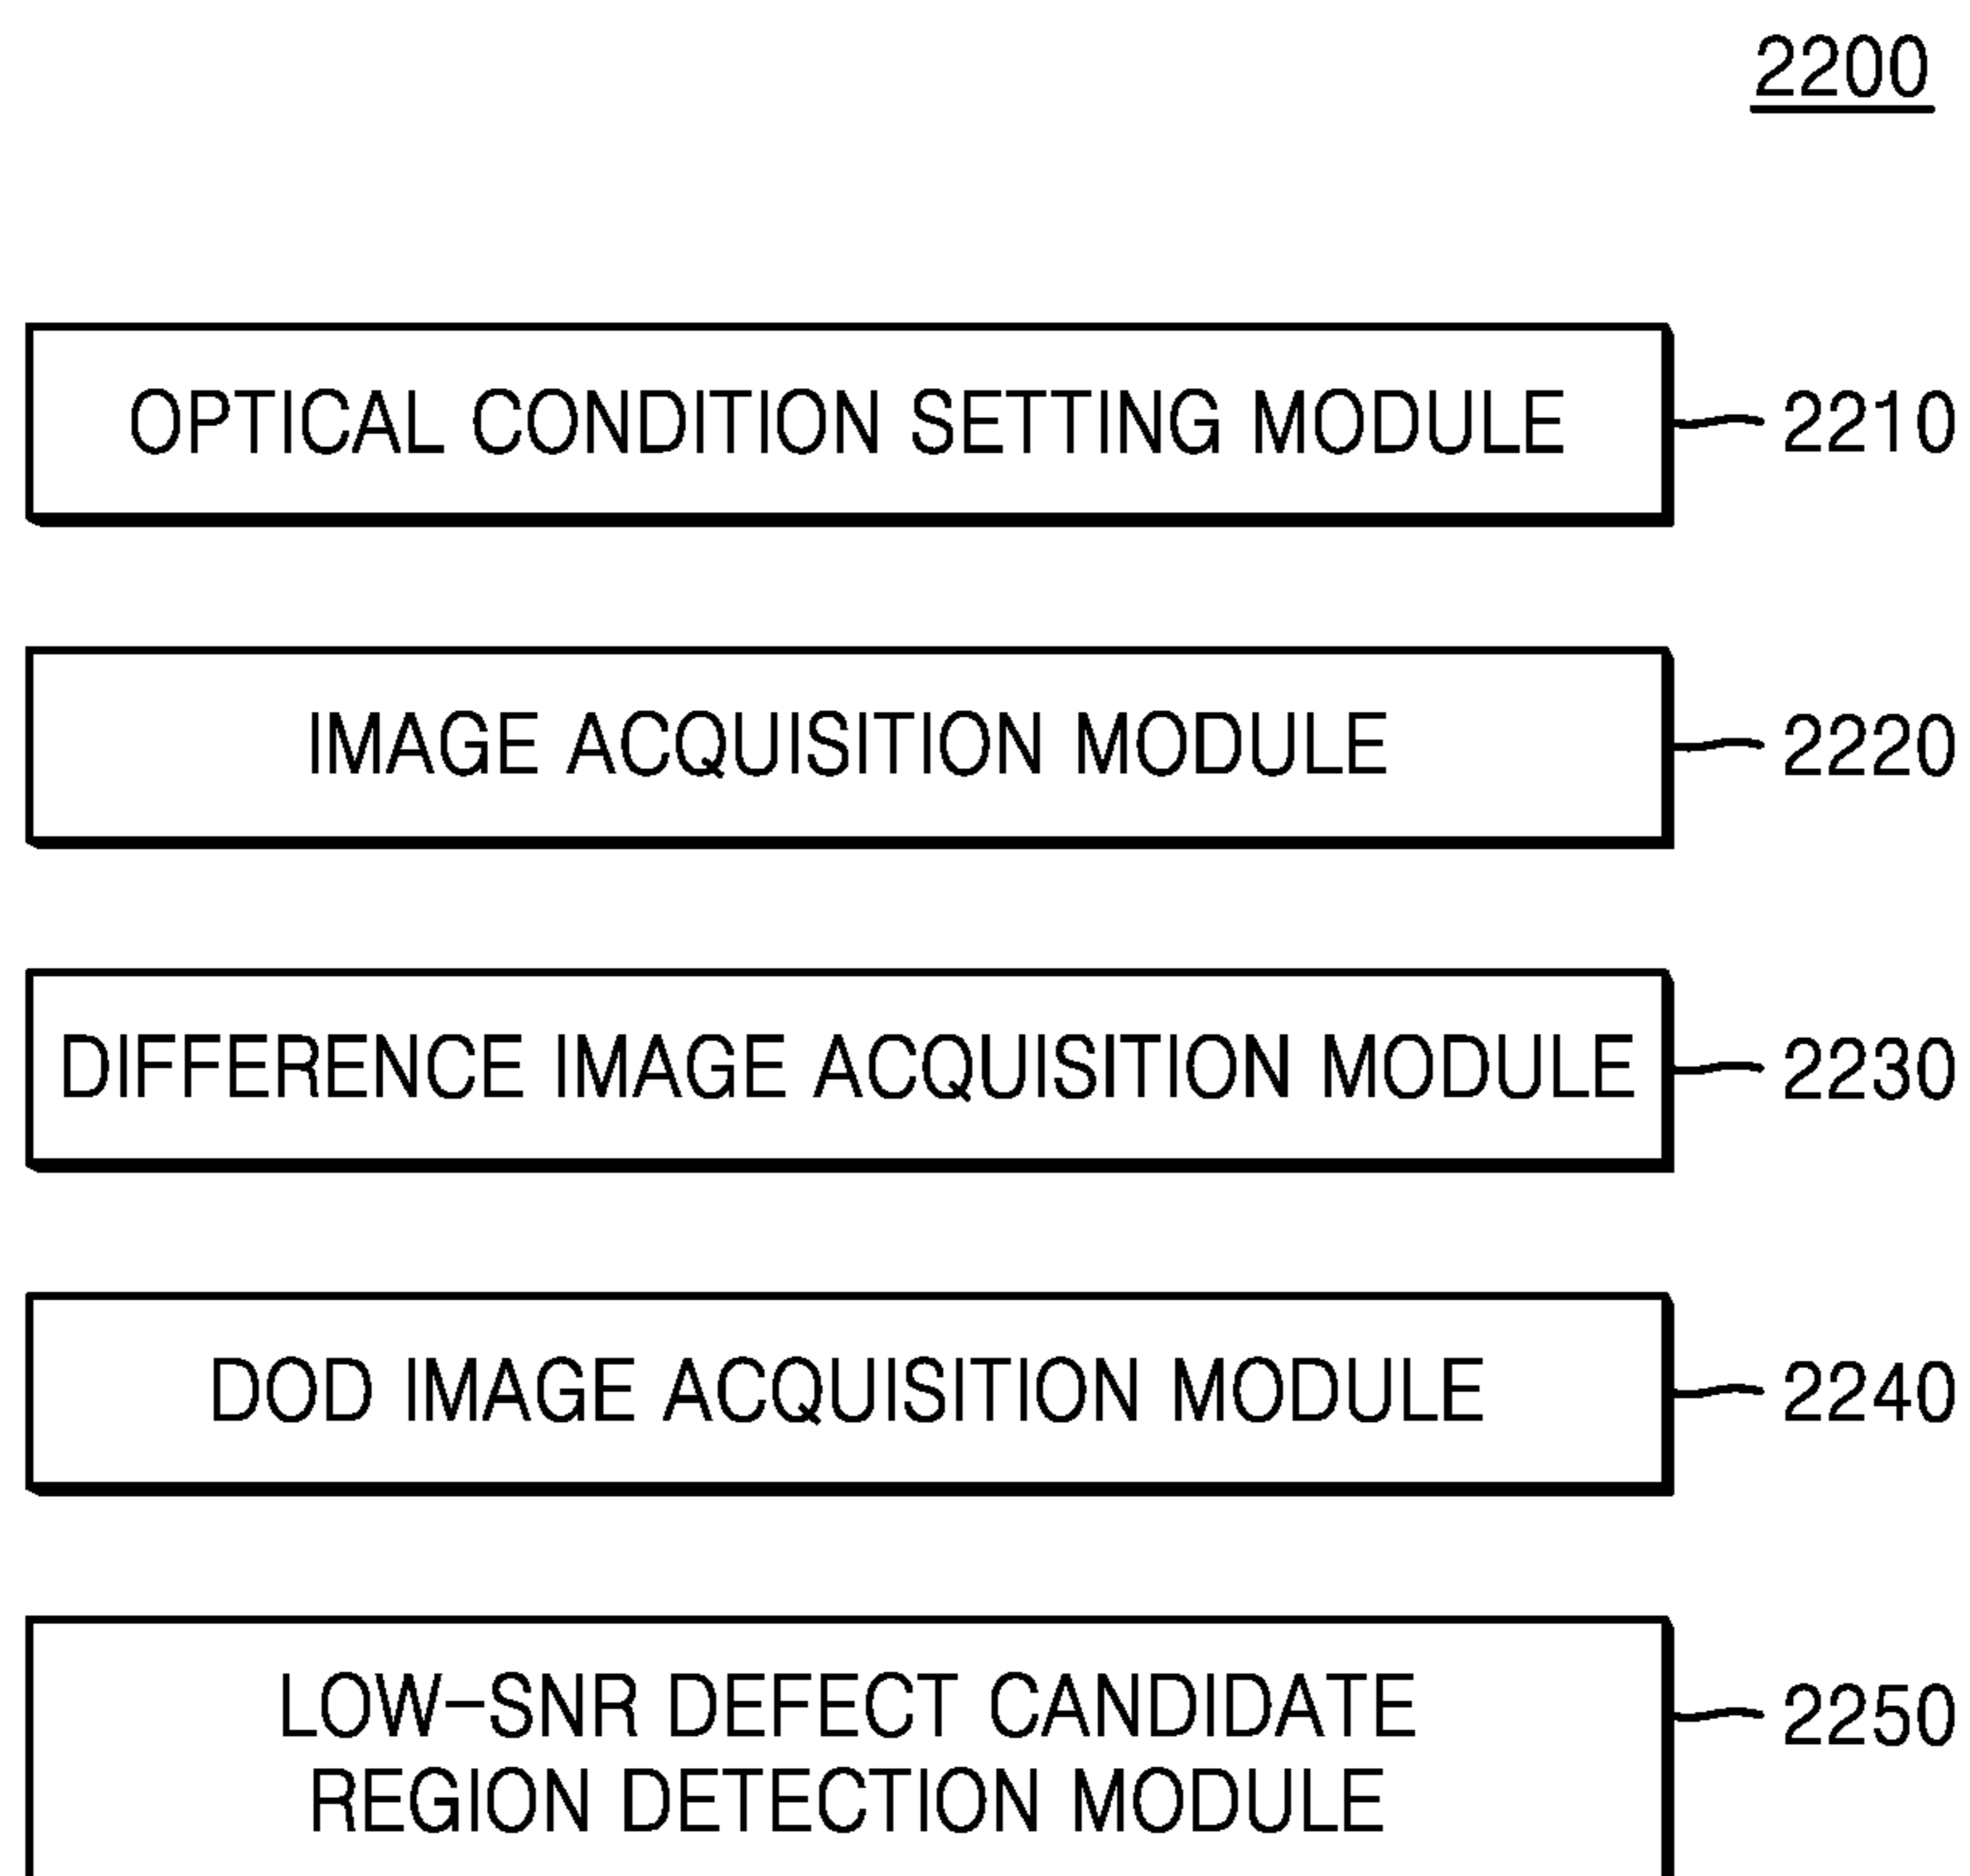 2200
OPTICAL CONDITION SETTING MODULE
2210
IMAGE ACQUISITION MODULE
2220
DIFFERENCE IMAGE ACQUISITION MODULE
2230
DOD IMAGE ACQUISITION MODULE
2240
LOW-SNR DEFECT CANDIDATE
REGION DETECTION MODULE
2250